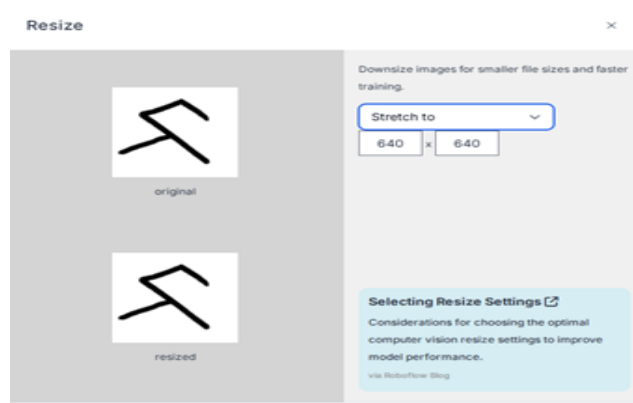 Resize
×
Downsize images for smaller file sizes and faster
training.
Stretch to
640 x 640
original
resized
Selecting Resize Settings
Considerations for choosing the optimal
computer vision resize settings to improve
model performance.
via Roboflow Blog